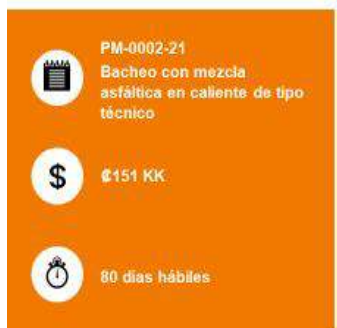 PM-0002-21
Bacheo con mezcla
asfáltica en caliente de tipo
técnico
$
₡151 KK
80 días hábiles